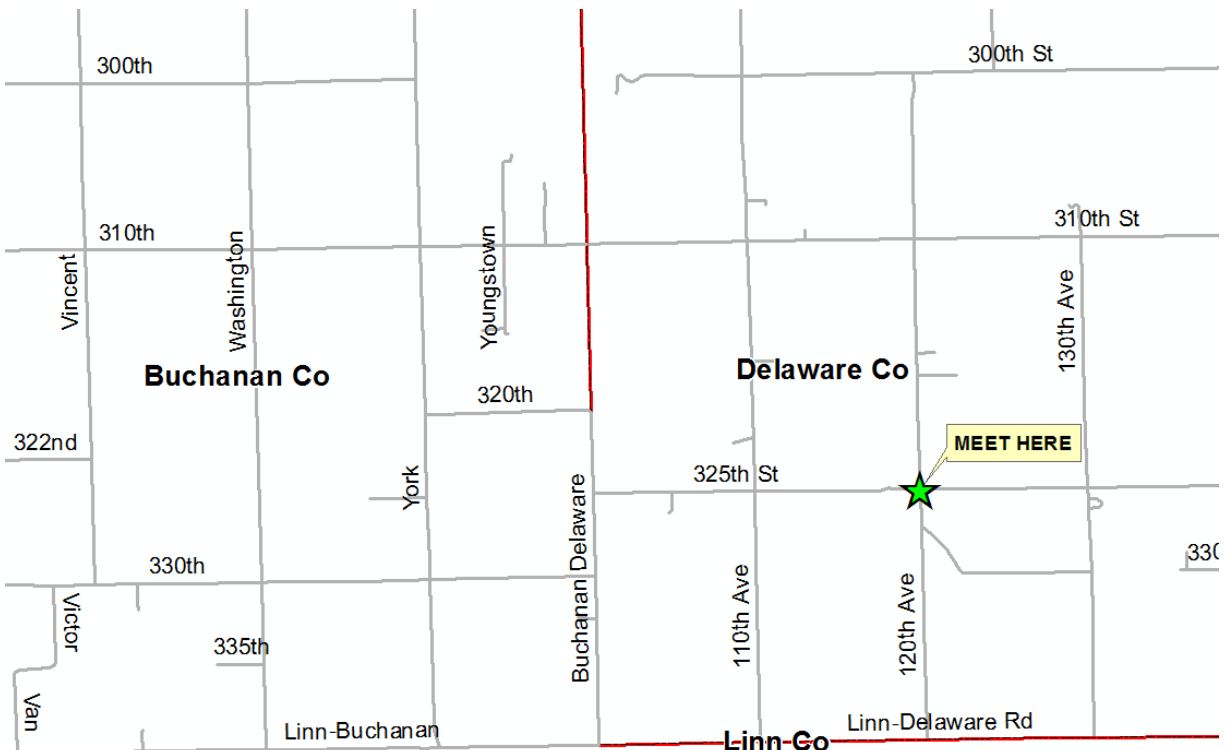 300th
300th St
310th
310th St
Vincent
Washington
Youngstown
130th Ave
Buchanan Co
Delaware Co
320th
322nd
MEET HERE
York
325th St
Buchanan Delaware
330th
330
Victor
110th Ave
120th Ave
335th
Van
Linn-Buchanan
Linn-Delaware Rd
Linn Co